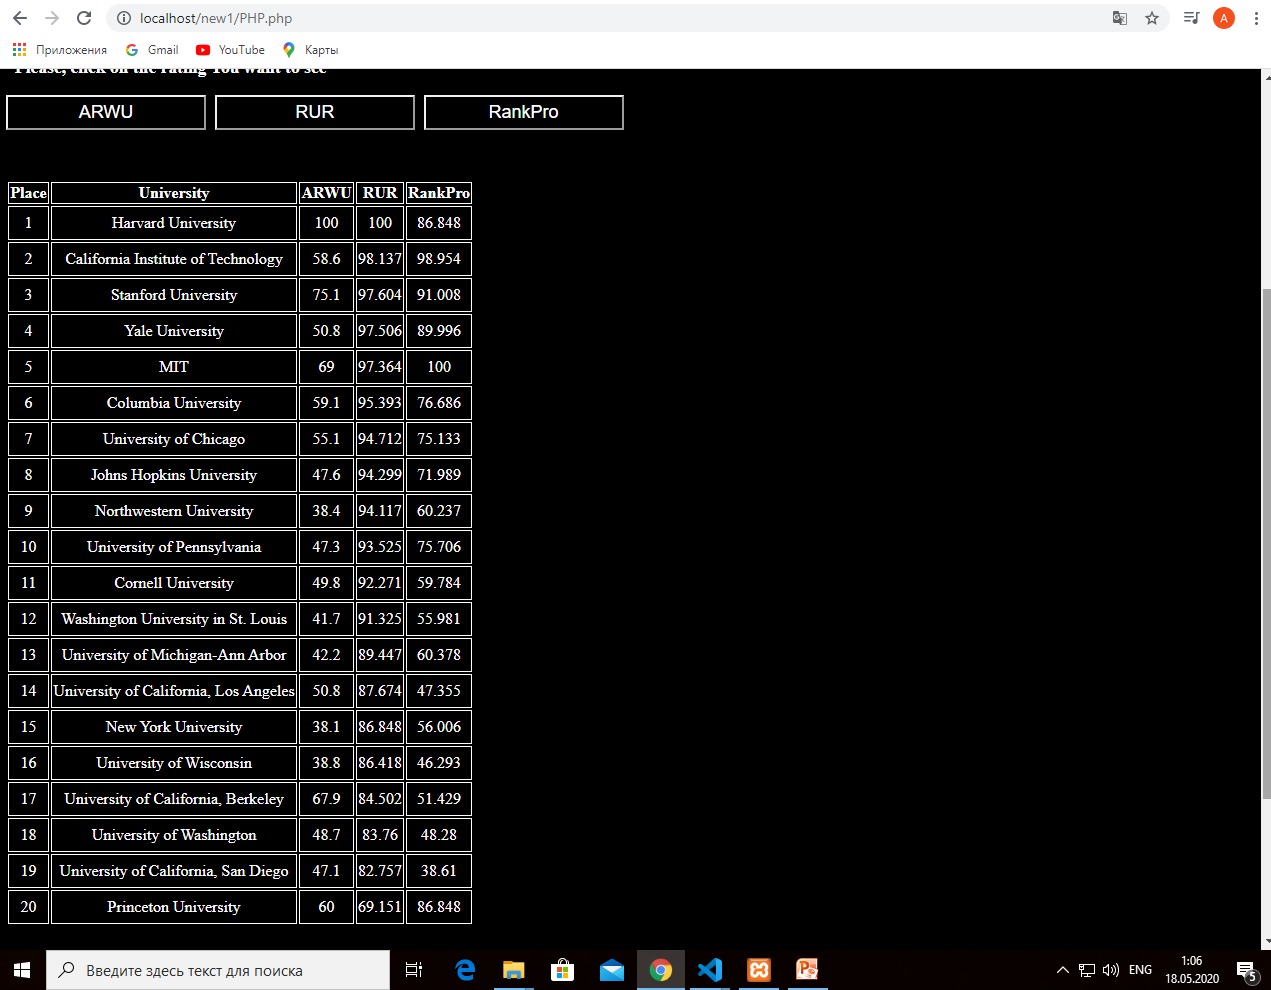 localhost/new1/PHP.php
A
Приложения Gmail YouTube Карты
Please, click on the rating You want to see
ARWU RUR RankPro
Place University ARWU RUR RankPro
1 Harvard University 100 100 86.848
2 California Institute of Technology 58.6 98.137 98.954
3 Stanford University 75.1 97.604 91.008
4 Yale University 50.8 97.506 89.996
5 MIT 69 97.364 100
6 Columbia University 59.1 95.393 76.686
7 University of Chicago 55.1 94.712 75.133
8 Johns Hopkins University 47.6 94.299 71.989
9 Northwestern University 38.4 94.117 60.237
10 University of Pennsylvania 47.3 93.525 75.706
11 Cornell University 49.8 92.271 59.784
12 Washington University in St. Louis 41.7 91.325 55.981
13 University of Michigan-Ann Arbor 42.2 89.447 60.378
14 University of California, Los Angeles 50.8 87.674 47.355
15 New York University 38.1 86.848 56.006
16 University of Wisconsin 38.8 86.418 46.293
17 University of California, Berkeley 67.9 84.502 51.429
18 University of Washington 48.7 83.76 48.28
19 University of California, San Diego 47.1 82.757 38.61
20 Princeton University 60 69.151 86.848
Введите здесь текст для поиска
ENG
1:06
18.05.2020
5